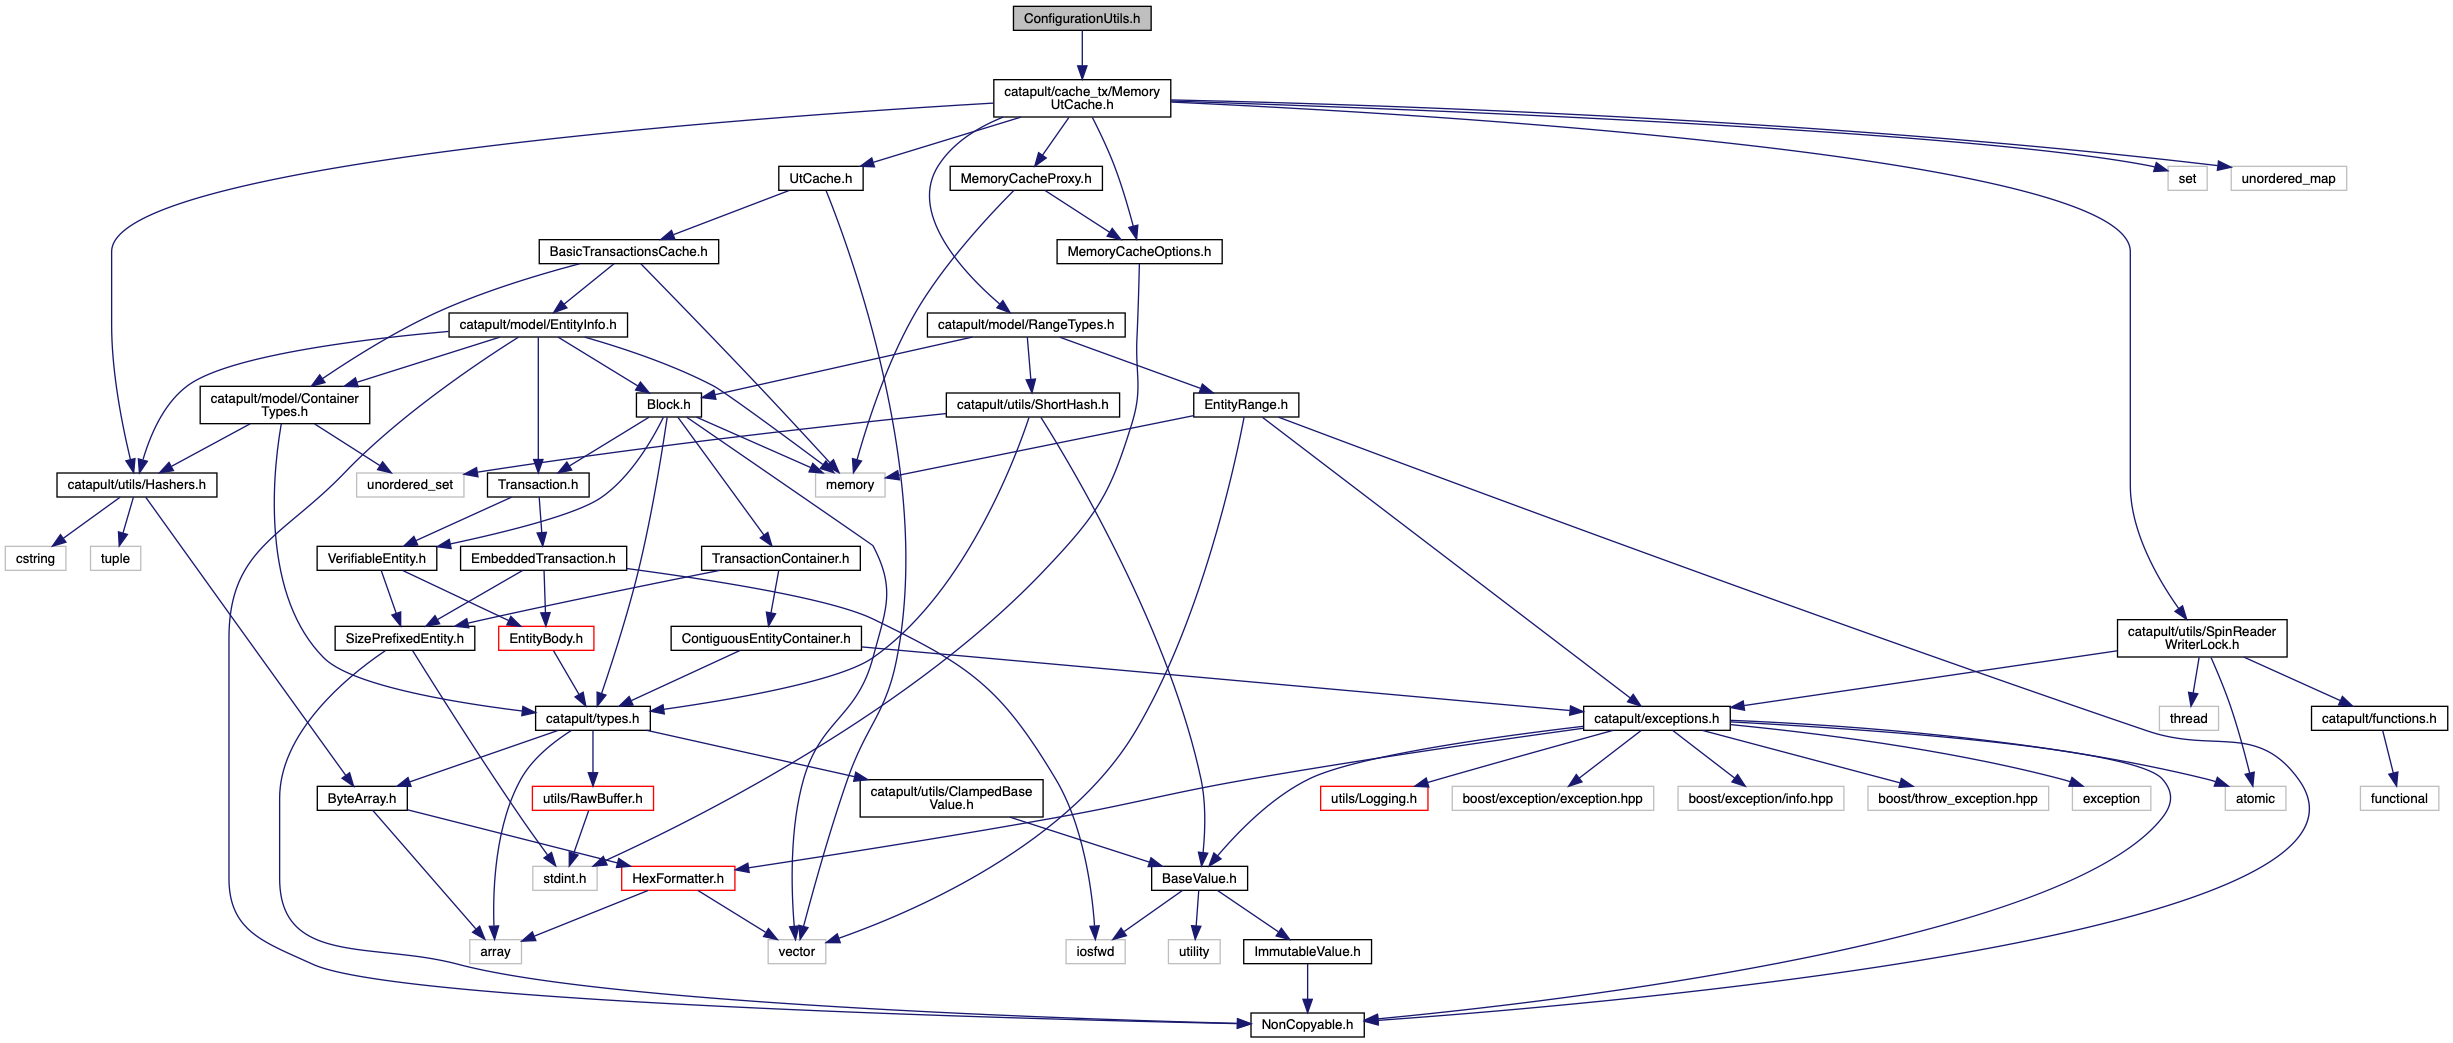 ConfigurationUtils.h
catapult/cache_tx/Memory
UtCache.h
UtCache.h
MemoryCacheProxy.h
set
unordered_map
BasicTransactionsCache.h
MemoryCacheOptions.h
catapult/model/EntityInfo.h
catapult/model/RangeTypes.h
catapult/model/Container
Types.h
Block.h
catapult/utils/ShortHash.h
EntityRange.h
catapult/utils/Hashers.h
unordered_set
Transaction.h
memory
cstring
tuple
VerifiableEntity.h
EmbeddedTransaction.h
TransactionContainer.h
SizePrefixedEntity.h
EntityBody.h
ContiguousEntityContainer.h
catapult/utils/SpinReader
WriterLock.h
catapult/types.h
catapult/exceptions.h
thread
catapult/functions.h
ByteArray.h
utils/RawBuffer.h
catapult/utils/ClampedBase
Value.h
utils/Logging.h
boost/exception/exception.hpp
boost/exception/info.hpp
boost/throw_exception.hpp
exception
atomic
functional
stdint.h
HexFormatter.h
BaseValue.h
array
vector
iosfwd
utility
ImmutableValue.h
NonCopyable.h